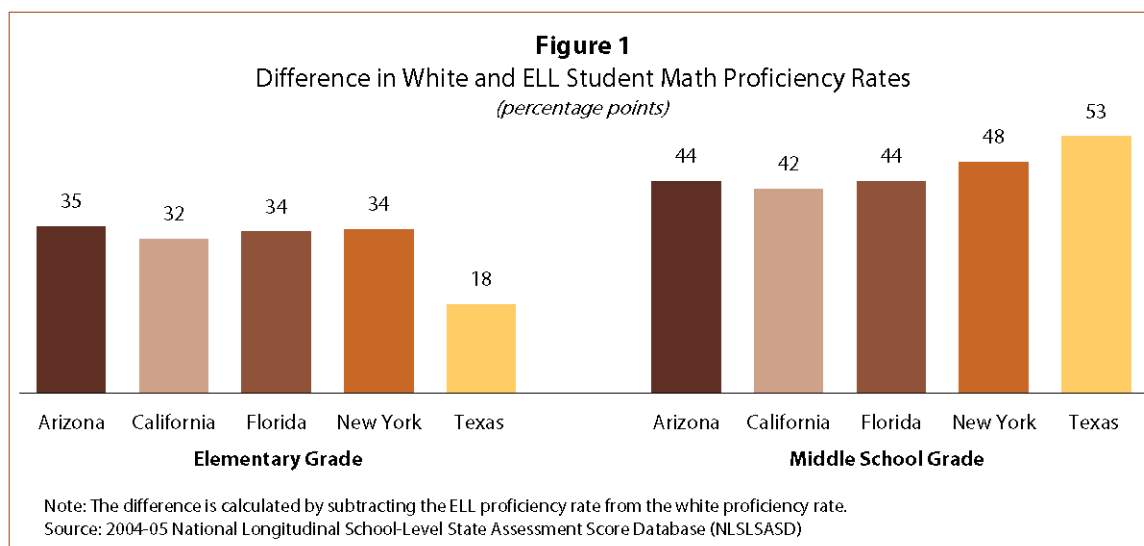 Figure 1
Difference in White and ELL Student Math Proficiency Rates
(percentage points)
35
32
34
34
18
44
42
44
48
53
Arizona
California
Florida
New York
Texas
Arizona
California
Florida
New York
Texas
Elementary Grade
Middle School Grade
Note: The difference is calculated by subtracting the ELL proficiency rate from the white proficiency rate.
Source: 2004-05 National Longitudinal School-Level State Assessment Score Database (NLSLSASD)